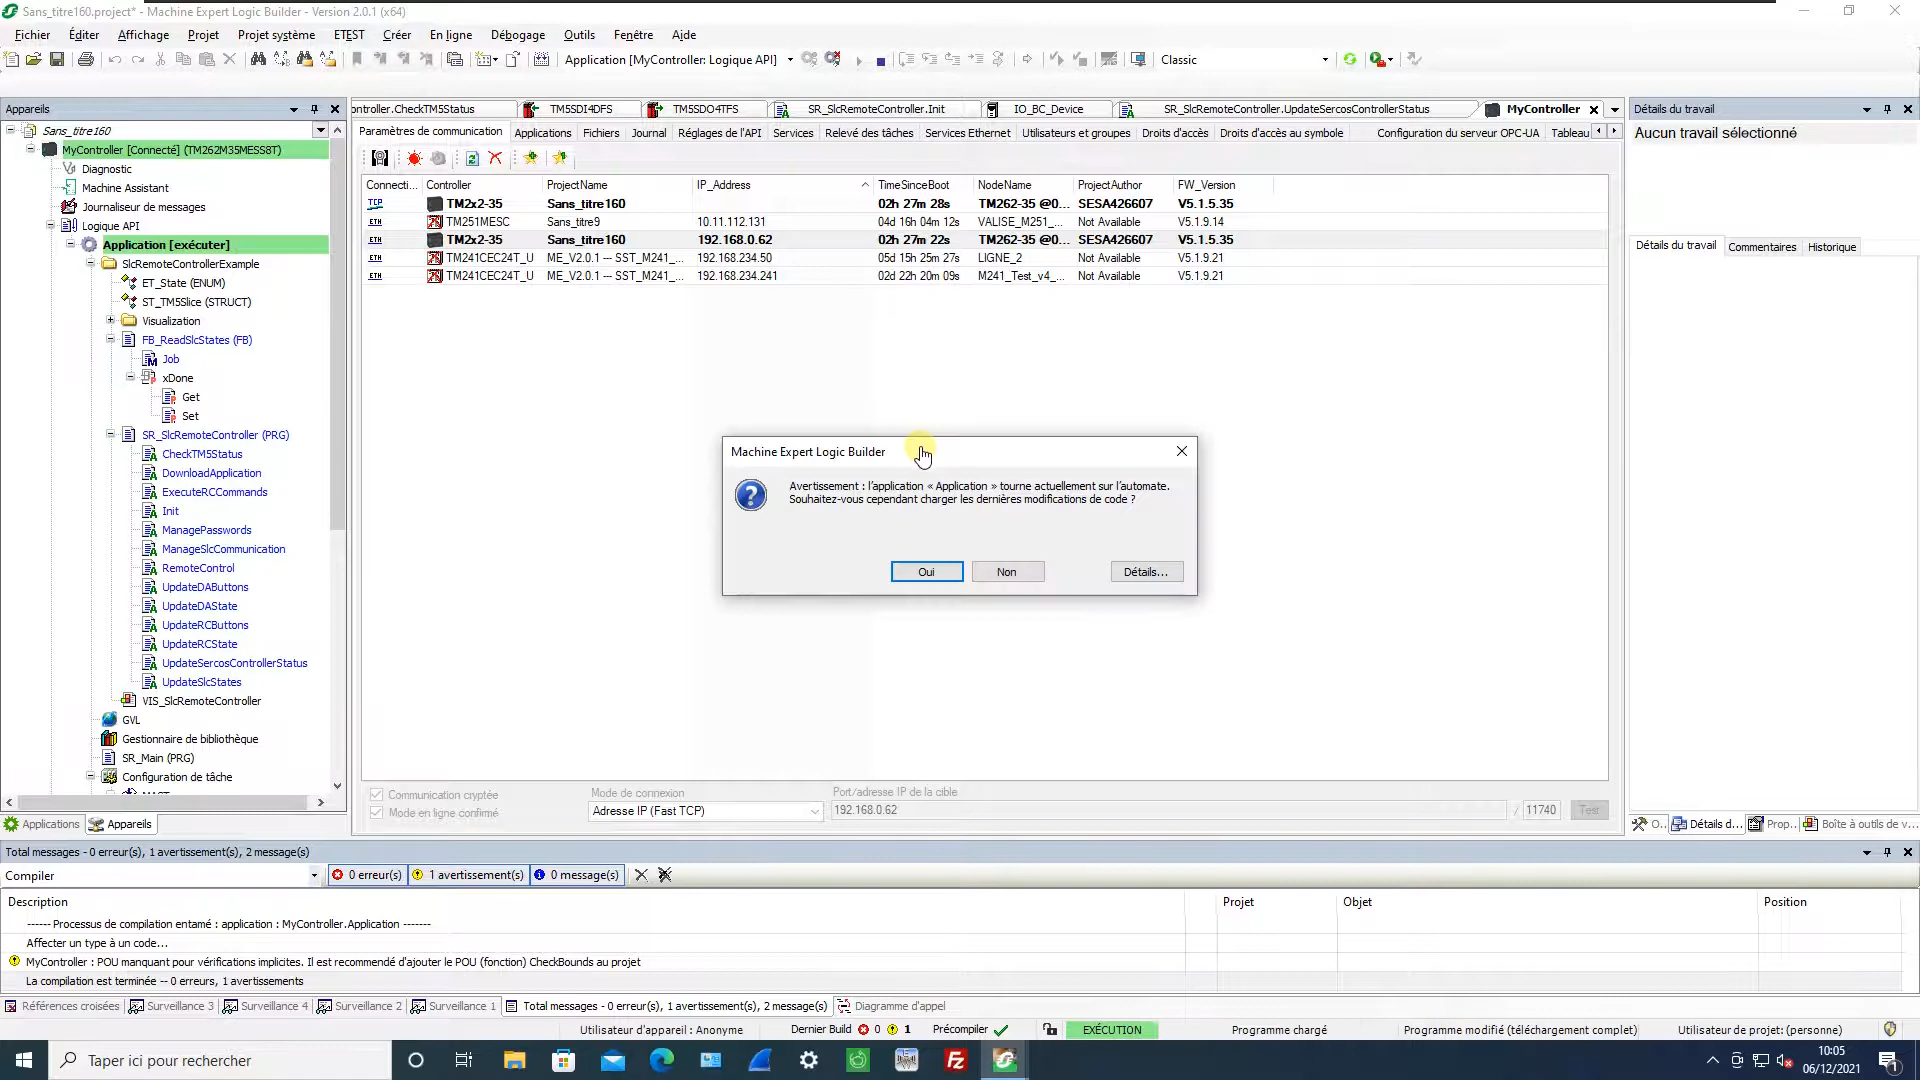 Sans_titre160.project* - Machine Expert Logic Builder - Version 2.0.1 (x64)
Fichier Éditer Affichage Projet Projet système ETEST Créer En ligne Débogage Outils Fenêtre Aide
Application [MyController: Logique API] Classic
Appareils
ontroller.CheckTM5Status TM5SDI4DFS TM5SDO4TFS SR_SlcRemoteController.Init IO_BC_Device SR_SlcRemoteController.UpdateSercosControllerStatus MyController
Détails du travail
Paramètres de communication Applications Fichiers Journal Réglages de l'API Services Relevé des tâches Services Ethernet Utilisateurs et groupes Droits d'accès Droits d'accès au symbole Configuration du serveur OPC-UA Tableau
Aucun travail sélectionné
Sans_titre160
MyController [Connecté] (TM262M35MESS8T)
Diagnostic
Machine Assistant
Journaliseur de messages
Logique API
Application [exécuter]
SlcRemoteControllerExample
ET_State (ENUM)
ST_TM5Slice (STRUCT)
Visualization
FB_ReadSlcStates (FB)
Job
xDone
Get
Set
SR_SlcRemoteController (PRG)
CheckTM5Status
DownloadApplication
ExecuteRCCommands
Init
ManagePasswords
ManageSlcCommunication
RemoteControl
UpdateDAButtons
UpdateDAState
UpdateRCButtons
UpdateRCState
UpdateSercosControllerStatus
UpdateSlcStates
VIS_SlcRemoteController
GVL
Gestionnaire de bibliothèque
SR_Main (PRG)
Configuration de tâche
Applications Appareils
Connecti... Controller ProjectName IP_Address TimeSinceBoot NodeName ProjectAuthor FW_Version
TCP TM2x2-35 Sans_titre160 02h 27m 28s TM262-35 @0... SESA426607 V5.1.5.35
ETH TM251MESC Sans_titre9 10.11.112.131 04d 16h 04m 12s VALISE_M251_... Not Available V5.1.9.14
ETH TM2x2-35 Sans_titre160 192.168.0.62 02h 27m 22s TM262-35 @0... SESA426607 V5.1.5.35
ETH TM241CEC24T_U ME_V2.0.1 --- SST_M241_... 192.168.234.50 05d 15h 25m 27s LIGNE_2 Not Available V5.1.9.21
ETH TM241CEC24T_U ME_V2.0.1 --- SST_M241_... 192.168.234.241 02d 22h 20m 09s M241_Test_v4_... Not Available V5.1.9.21
Machine Expert Logic Builder
Avertissement : l'application « Application » tourne actuellement sur l'automate.
Souhaitez-vous cependant charger les dernières modifications de code ?
Oui Non Détails...
Communication cryptée
Mode en ligne confirmé
Mode de connexion
Adresse IP (Fast TCP)
Port/adresse IP de la cible
192.168.0.62 / 11740 Test
Détails du travail Commentaires Historique
O... Détails d... Prop... Boîte à outils de v...
Total messages - 0 erreur(s), 1 avertissement(s), 2 message(s)
Compiler 0 erreur(s) 1 avertissement(s) 0 message(s)
Description Projet Objet Position
------ Processus de compilation entamé : application : MyController.Application -------
Affecter un type à un code...
MyController : POU manquant pour vérifications implicites. Il est recommendé d'ajouter le POU (fonction) CheckBounds au projet
La compilation est terminée -- 0 erreurs, 1 avertissements
Références croisées Surveillance 3 Surveillance 4 Surveillance 2 Surveillance 1 Total messages - 0 erreur(s), 1 avertissement(s), 2 message(s) Diagramme d'appel
Utilisateur d'appareil : Anonyme Dernier Build 0 1 Précompiler EXÉCUTION Programme chargé Programme modifié (téléchargement complet) Utilisateur de projet: (personne)
Taper ici pour rechercher
10:05
06/12/2021
1